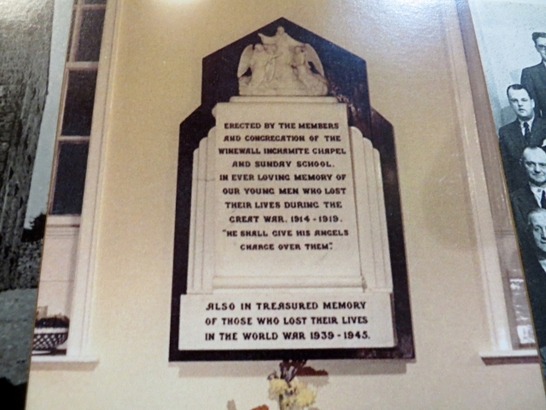 ERECTED BY THE MEMBERS
AND CONGREGATION OF THE
WINEWALL INGHAMITE CHAPEL
AND SUNDAY SCHOOL.
IN EVER LOVING MEMORY OF
OUR YOUNG MEN WHO LOST
THEIR LIVES DURING THE
GREAT WAR. 1914-1919.
"HE SHALL GIVE HIS ANGELS
CHARGE OVER THEM".
ALSO IN TREASURED MEMORY
OF THOSE WHO LOST THEIR LIVES
IN THE WORLD WAR 1939-1945.